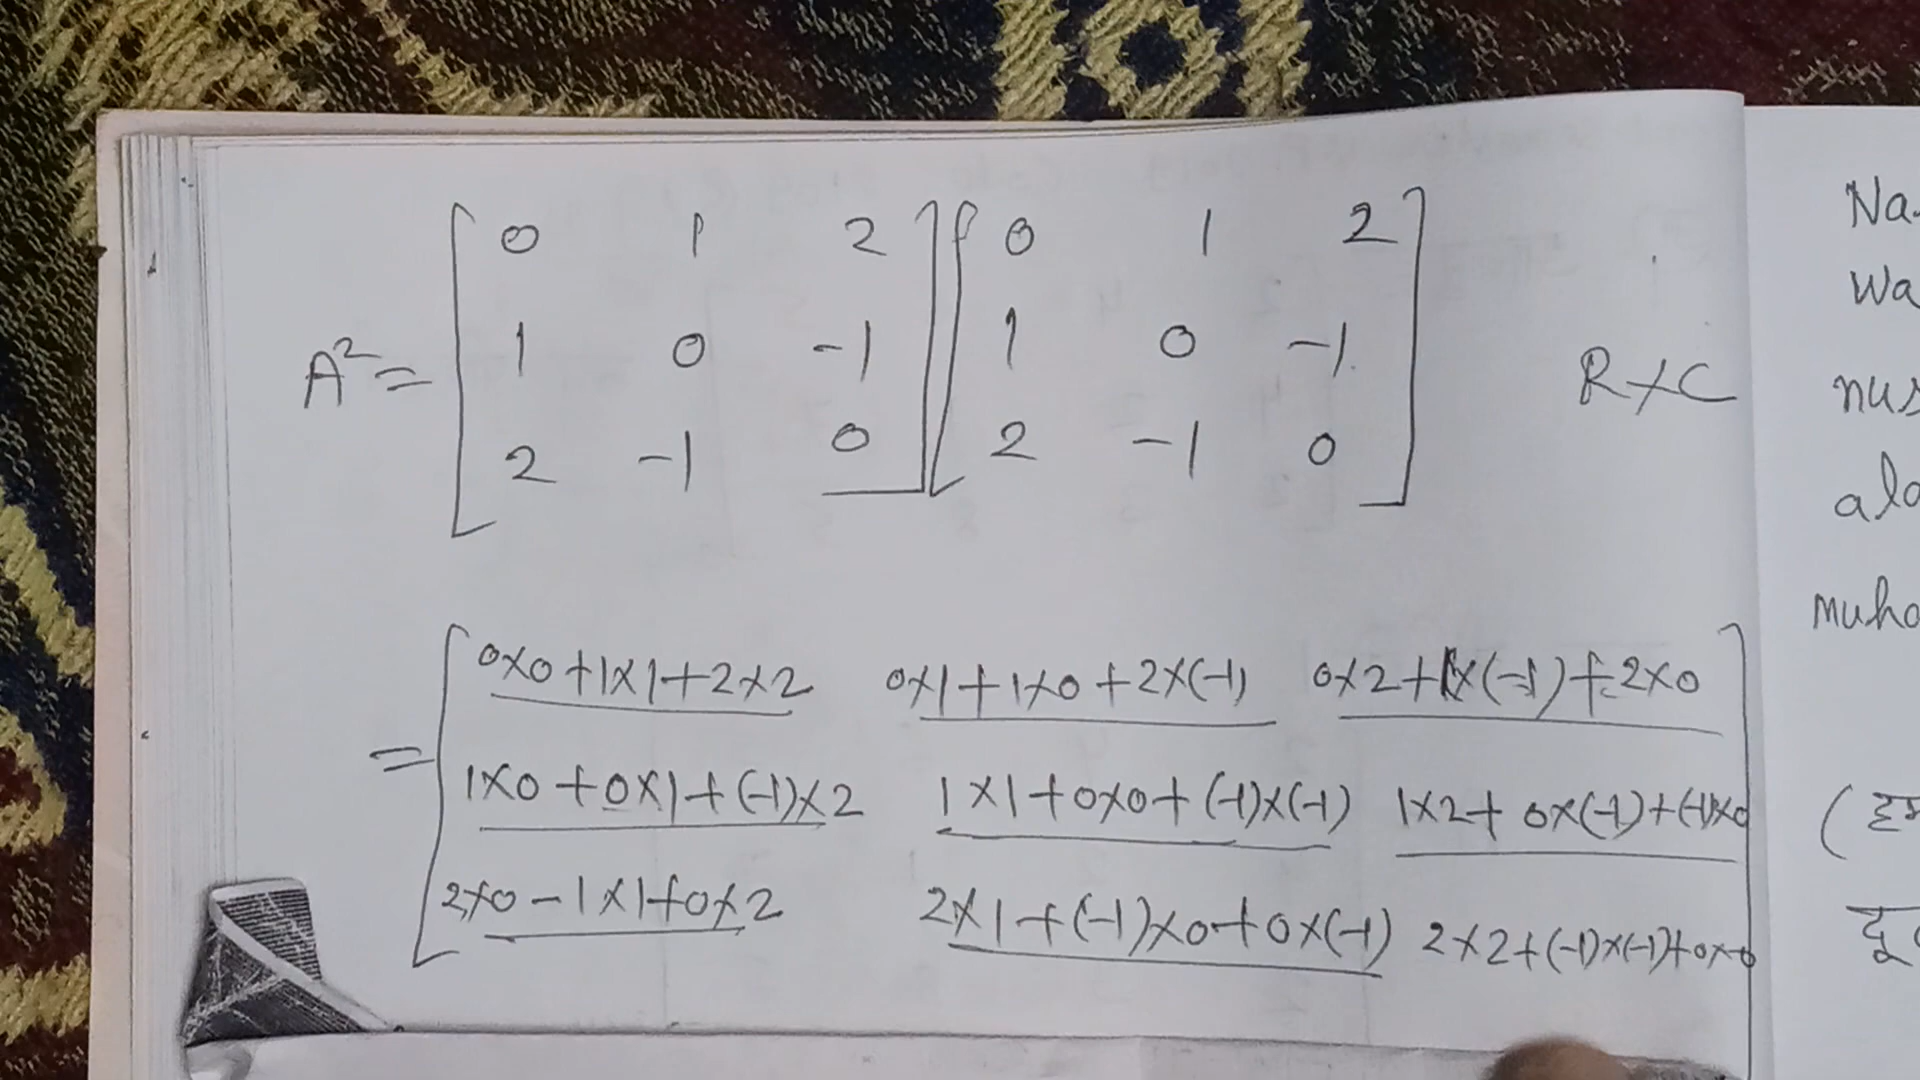 A² = [ 0 1 2 ] [ 0 1 2 ]
1 0 -1 1 0 -1 R×C
2 -1 0 2 -1 0
= [ 0×0+1×1+2×2 0×1+1×0+2×(-1) 0×2+1×(-1)+2×0 ]
1×0+0×1+(-1)×2 1×1+0×0+(-1)×(-1) 1×2+0×(-1)+(-1)×0
2×0-1×1+0×2 2×1+(-1)×0+0×(-1) 2×2+(-1)×(-1)+0×0
Na
Wa
nus
ala
muha